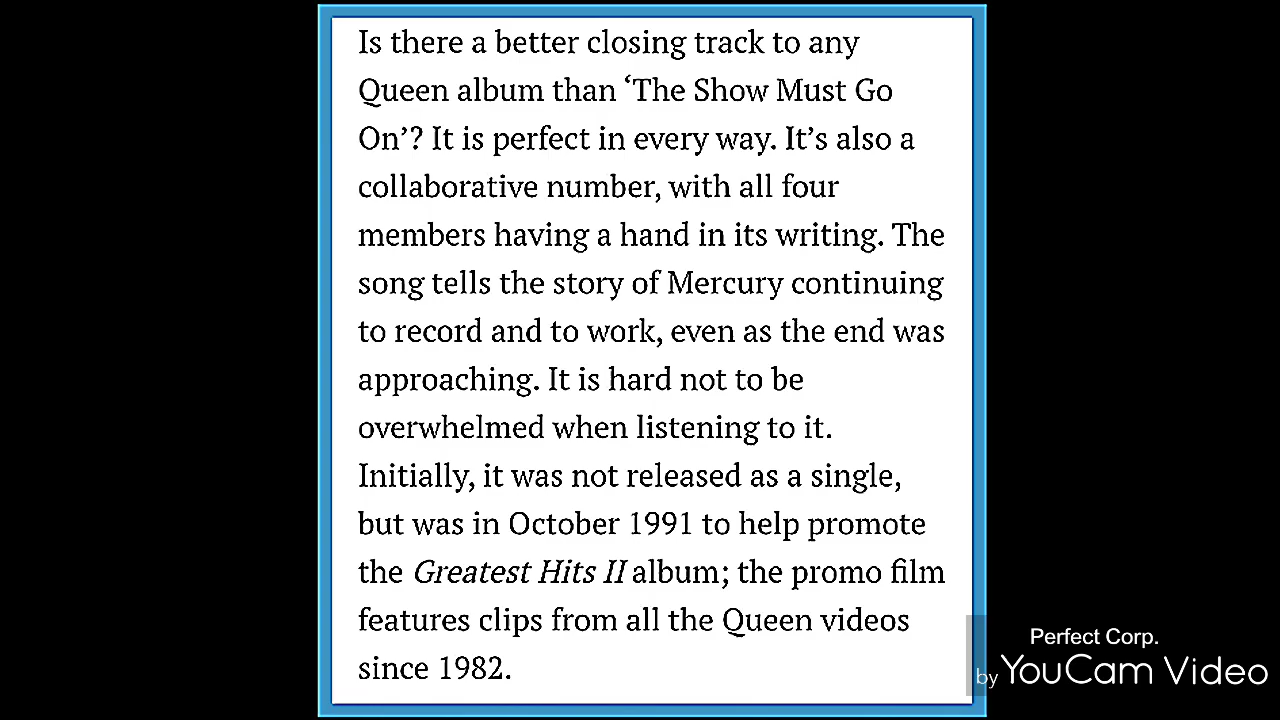 Is there a better closing track to any
Queen album than ‘The Show Must Go
On’? It is perfect in every way. It’s also a
collaborative number, with all four
members having a hand in its writing. The
song tells the story of Mercury continuing
to record and to work, even as the end was
approaching. It is hard not to be
overwhelmed when listening to it.
Initially, it was not released as a single,
but was in October 1991 to help promote
the Greatest Hits II album; the promo film
features clips from all the Queen videos
since 1982.
Perfect Corp.
by YouCam Video